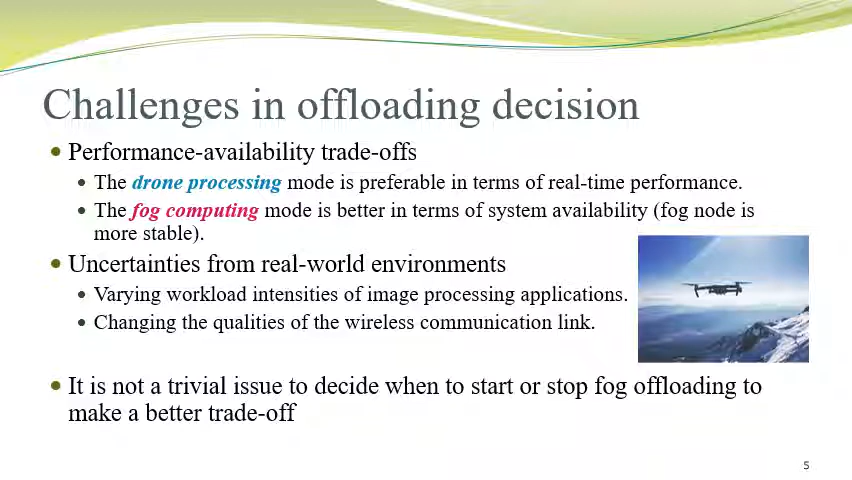 Challenges in offloading decision
Performance-availability trade-offs
The drone processing mode is preferable in terms of real-time performance.
The fog computing mode is better in terms of system availability (fog node is
more stable).
Uncertainties from real-world environments
Varying workload intensities of image processing applications.
Changing the qualities of the wireless communication link.
It is not a trivial issue to decide when to start or stop fog offloading to
make a better trade-off
5